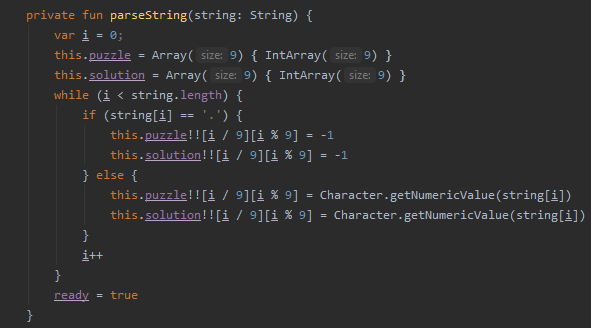 private fun parseString(string: String) {
    var i = 0;
    this.puzzle = Array( size: 9) { IntArray( size: 9) }
    this.solution = Array( size: 9) { IntArray( size: 9) }
    while (i < string.length) {
        if (string[i] == '.') {
            this.puzzle!![i / 9][i % 9] = -1
            this.solution!![i / 9][i % 9] = -1
        } else {
            this.puzzle!![i / 9][i % 9] = Character.getNumericValue(string[i])
            this.solution!![i / 9][i % 9] = Character.getNumericValue(string[i])
        }
        i++
    }
    ready = true
}